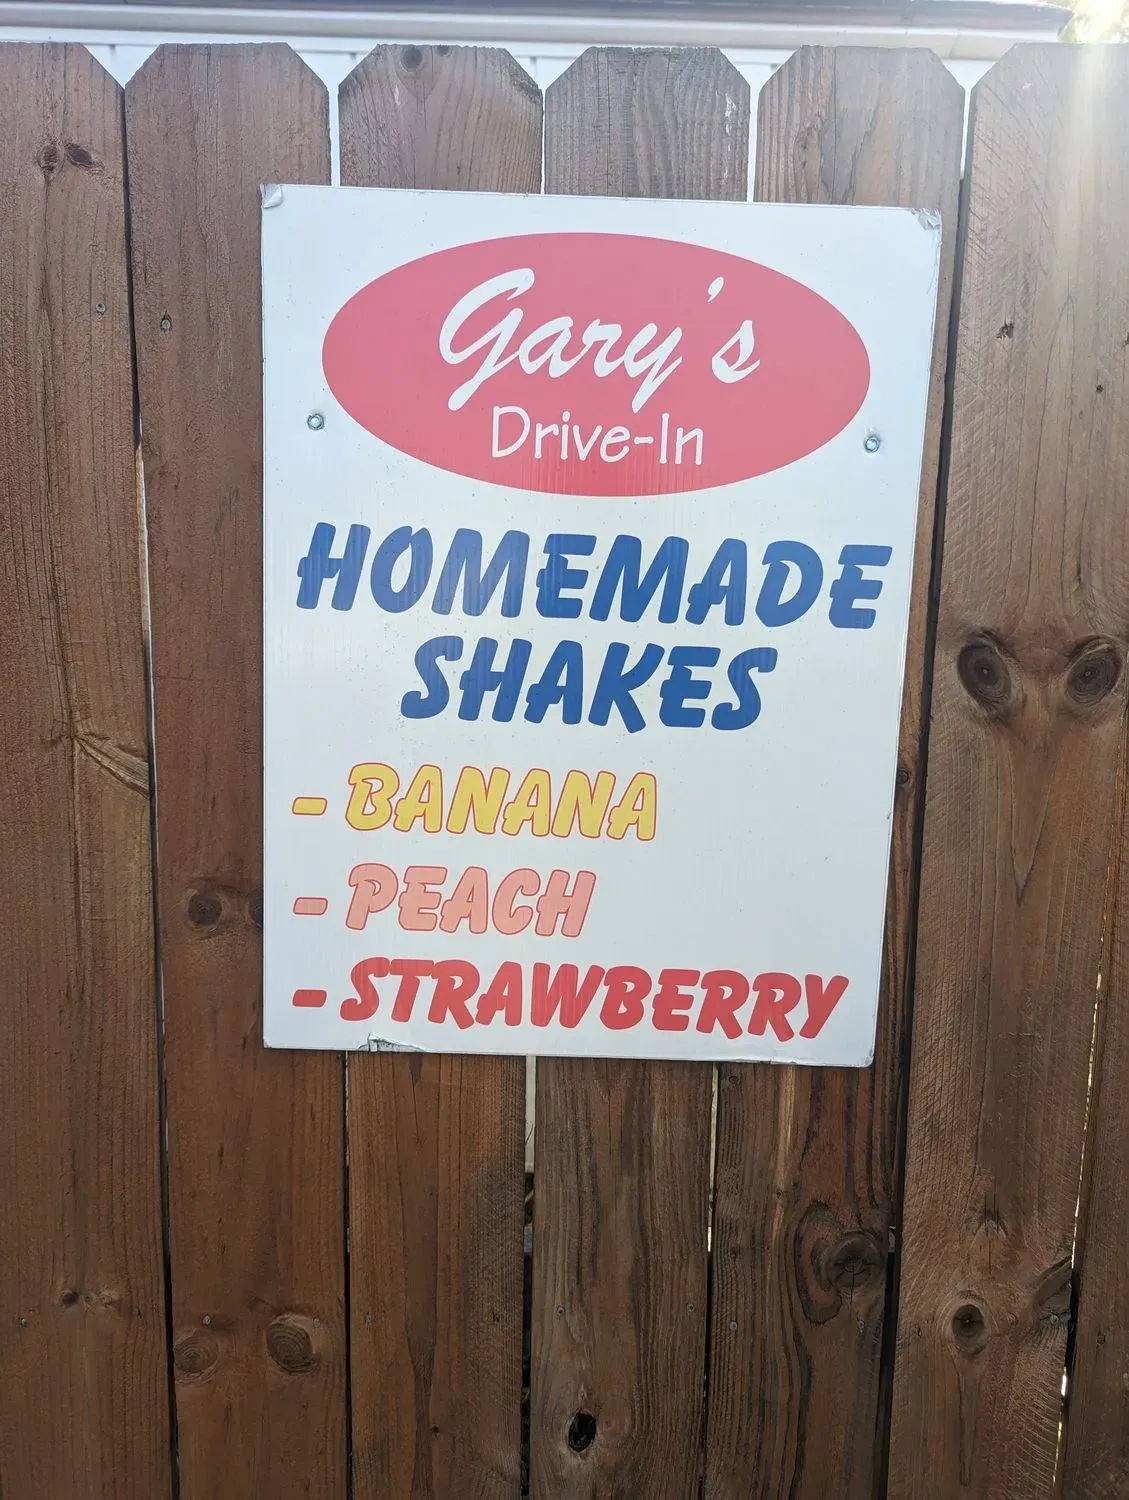 Gary's
Drive-In
HOMEMADE
SHAKES
- BANANA
- PEACH
- STRAWBERRY